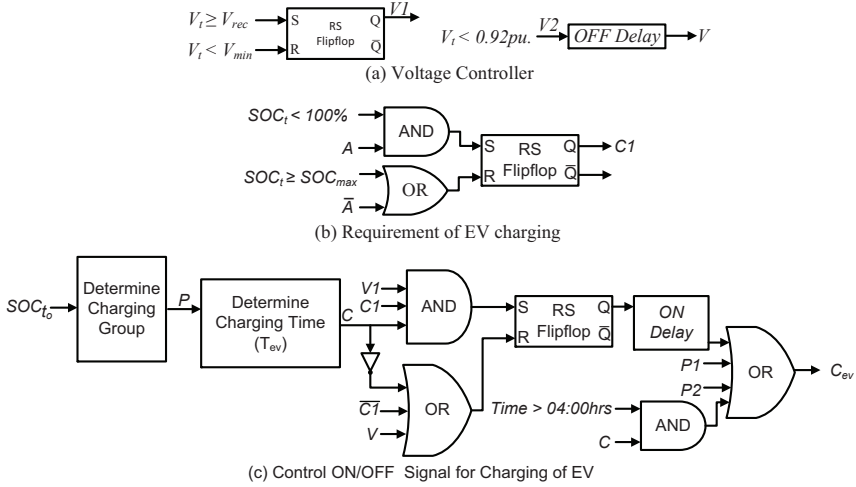 V_t ≥ V_rec
V_t < V_min
S
R
RS
Flipflop
Q
Q̅
V1
V_t < 0.92pu.
V2
OFF Delay
V
(a) Voltage Controller
SOC_t < 100%
A
AND
SOC_t ≥ SOC_max
A̅
OR
S
R
RS
Flipflop
Q
Q̅
C1
(b) Requirement of EV charging
SOC_{t_o}
Determine
Charging
Group
P
Determine
Charging Time
(T_ev)
C
V1
C1
AND
C̅1̅
V
OR
S
R
RS
Flipflop
Q
Q̅
ON
Delay
P1
P2
Time > 04:00hrs
C
AND
OR
C_ev
(c) Control ON/OFF Signal for Charging of EV